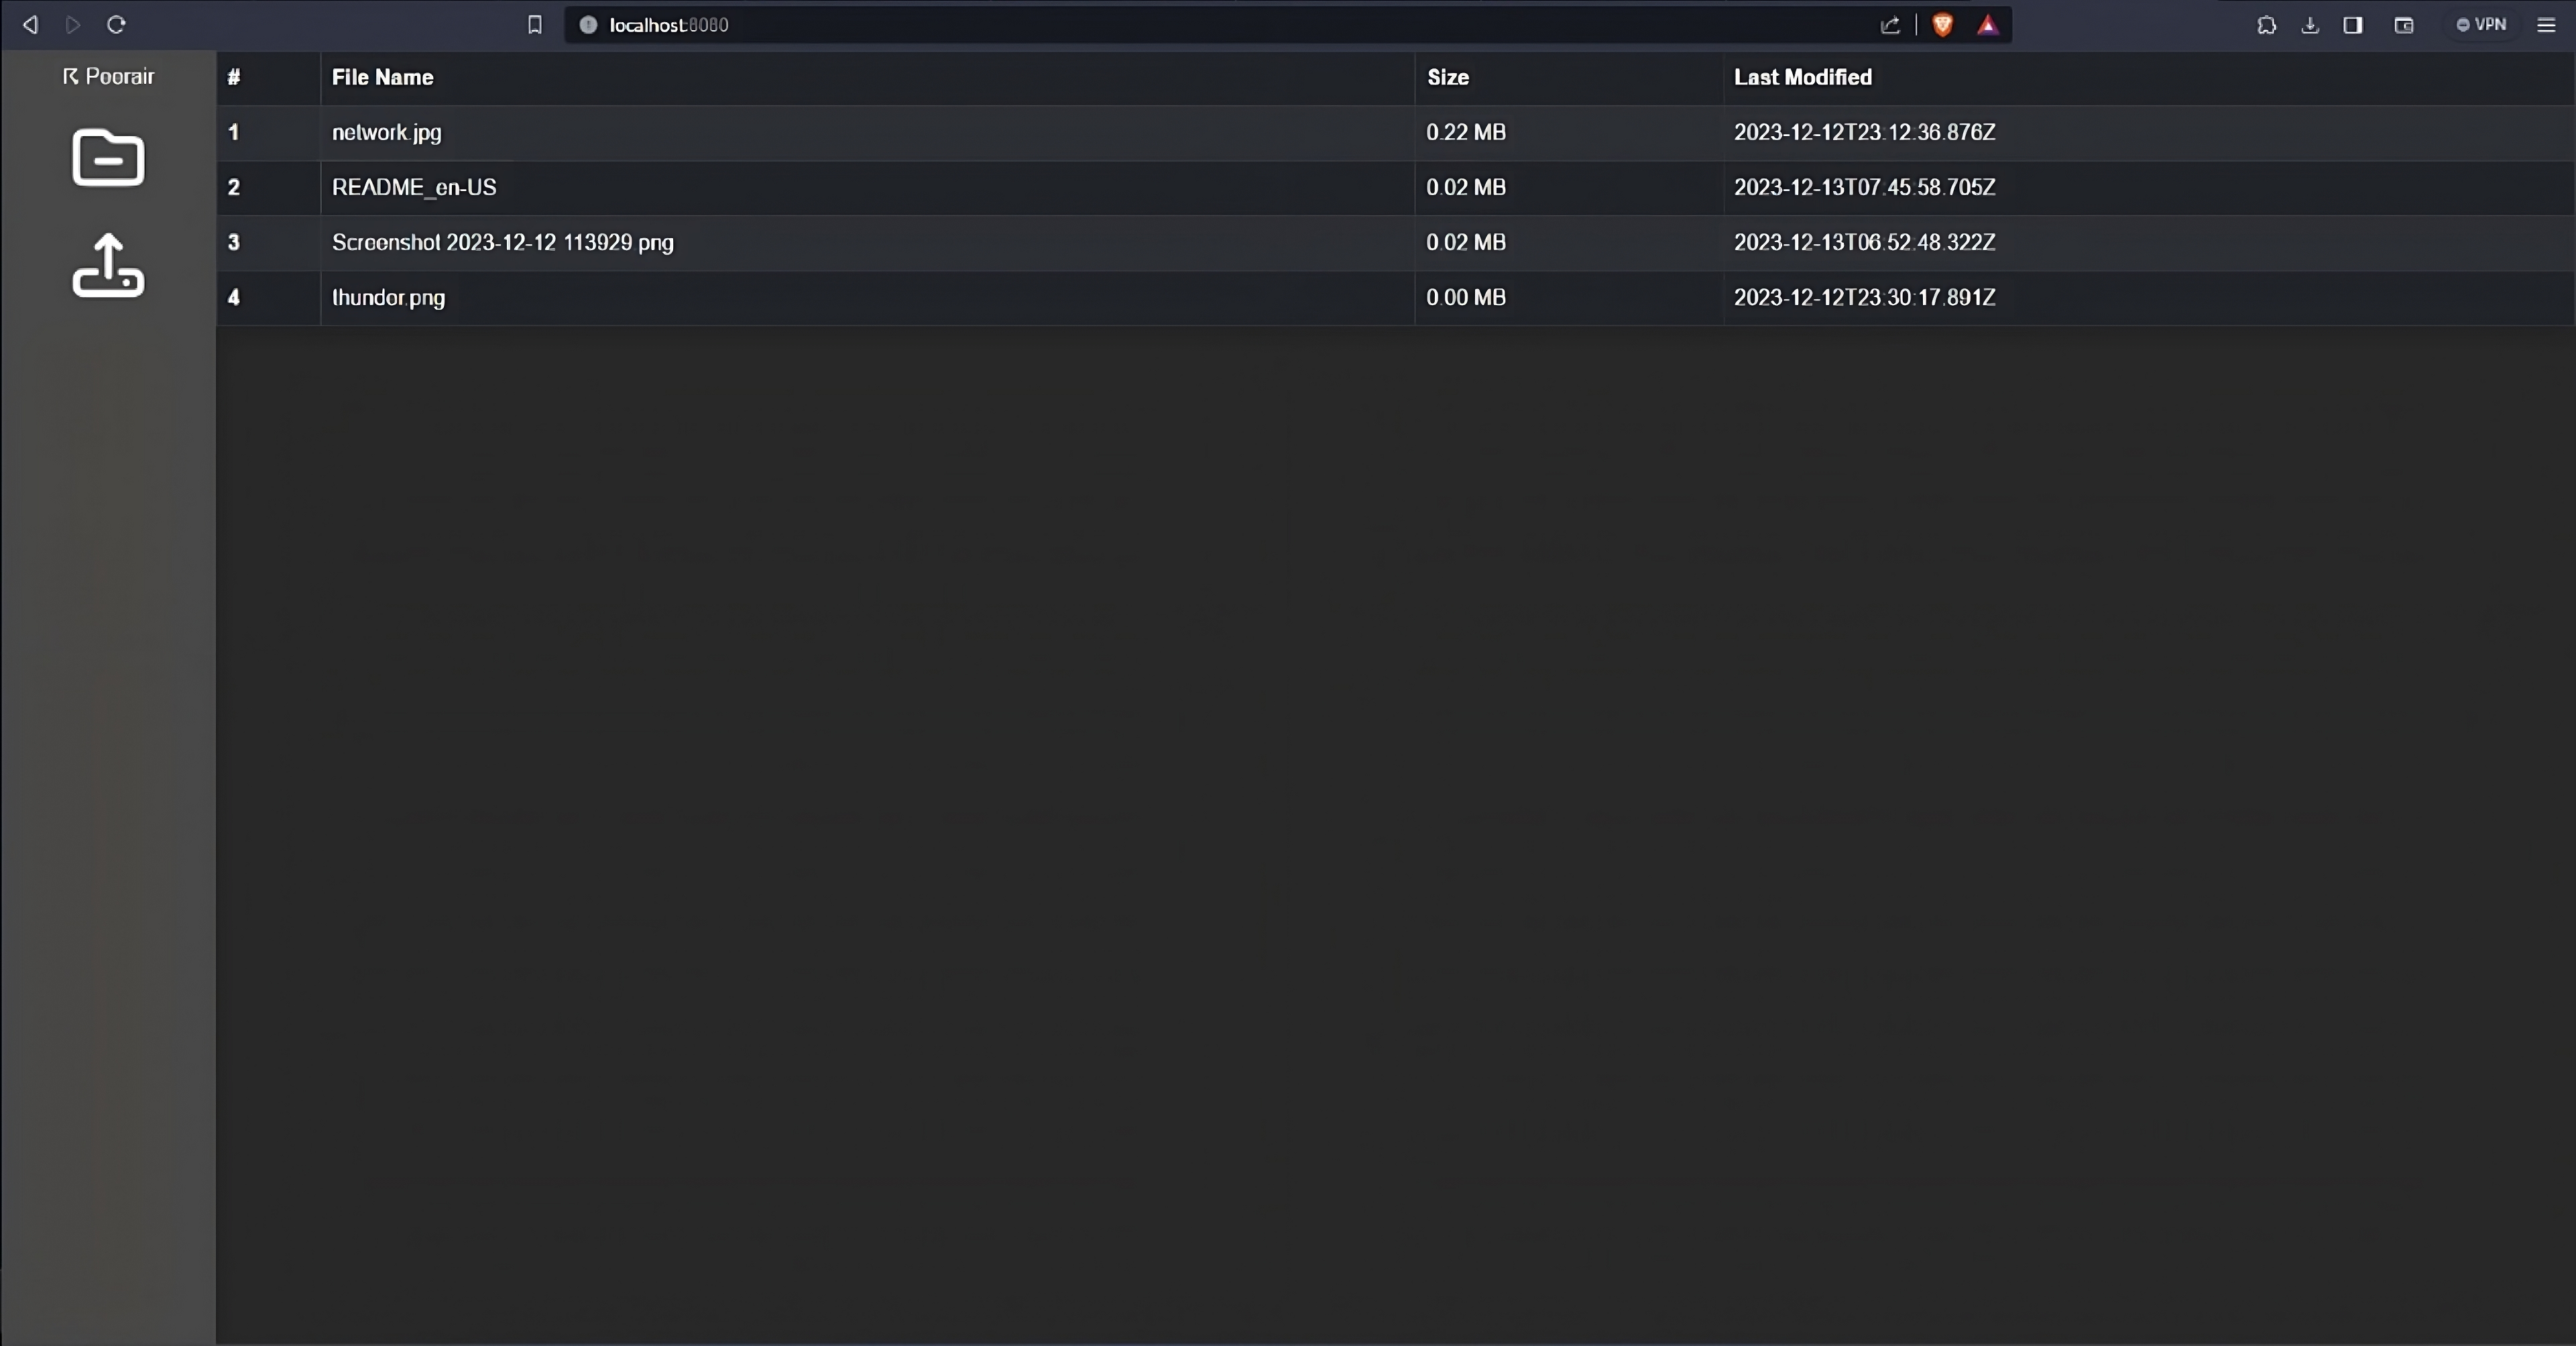 localhost:8080
VPN
Poorair
# File Name Size Last Modified
1 network.jpg 0.22 MB 2023-12-12T23:12:36.876Z
2 README_en-US 0.02 MB 2023-12-13T07:45:58.705Z
3 Screenshot 2023-12-12 113929.png 0.02 MB 2023-12-13T06:52:48.322Z
4 thundor.png 0.00 MB 2023-12-12T23:30:17.891Z